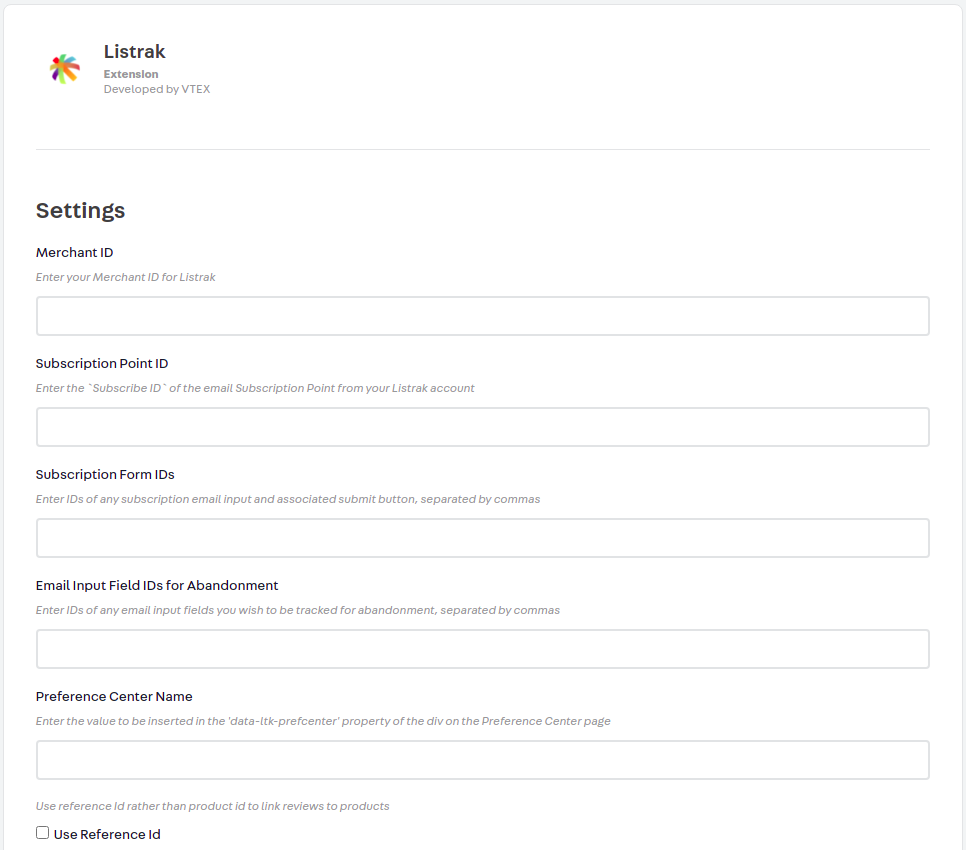 Listrak
Extension
Developed by VTEX
Settings
Merchant ID
Enter your Merchant ID for Listrak
Subscription Point ID
Enter the `Subscribe ID` of the email Subscription Point from your Listrak account
Subscription Form IDs
Enter IDs of any subscription email input and associated submit button, separated by commas
Email Input Field IDs for Abandonment
Enter IDs of any email input fields you wish to be tracked for abandonment, separated by commas
Preference Center Name
Enter the value to be inserted in the 'data-ltk-prefcenter' property of the div on the Preference Center page
Use reference Id rather than product id to link reviews to products
Use Reference Id